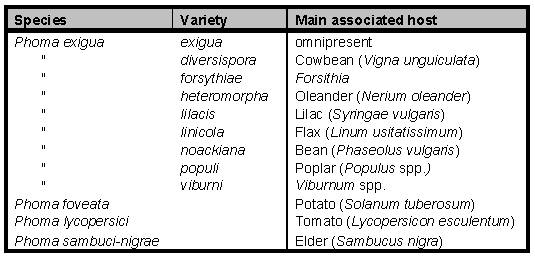 Species Variety Main associated host
Phoma exigua exigua omnipresent
" diversispora Cowbean (Vigna unguiculata)
" forsythiae Forsithia
" heteromorpha Oleander (Nerium oleander)
" lilacis Lilac (Syringae vulgaris)
" linicola Flax (Linum usitatissimum)
" noackiana Bean (Phaseolus vulgaris)
" populi Poplar (Populus spp.)
" viburni Viburnum spp.
Phoma foveata Potato (Solanum tuberosum)
Phoma lycopersici Tomato (Lycopersicon esculentum)
Phoma sambuci-nigrae Elder (Sambucus nigra)